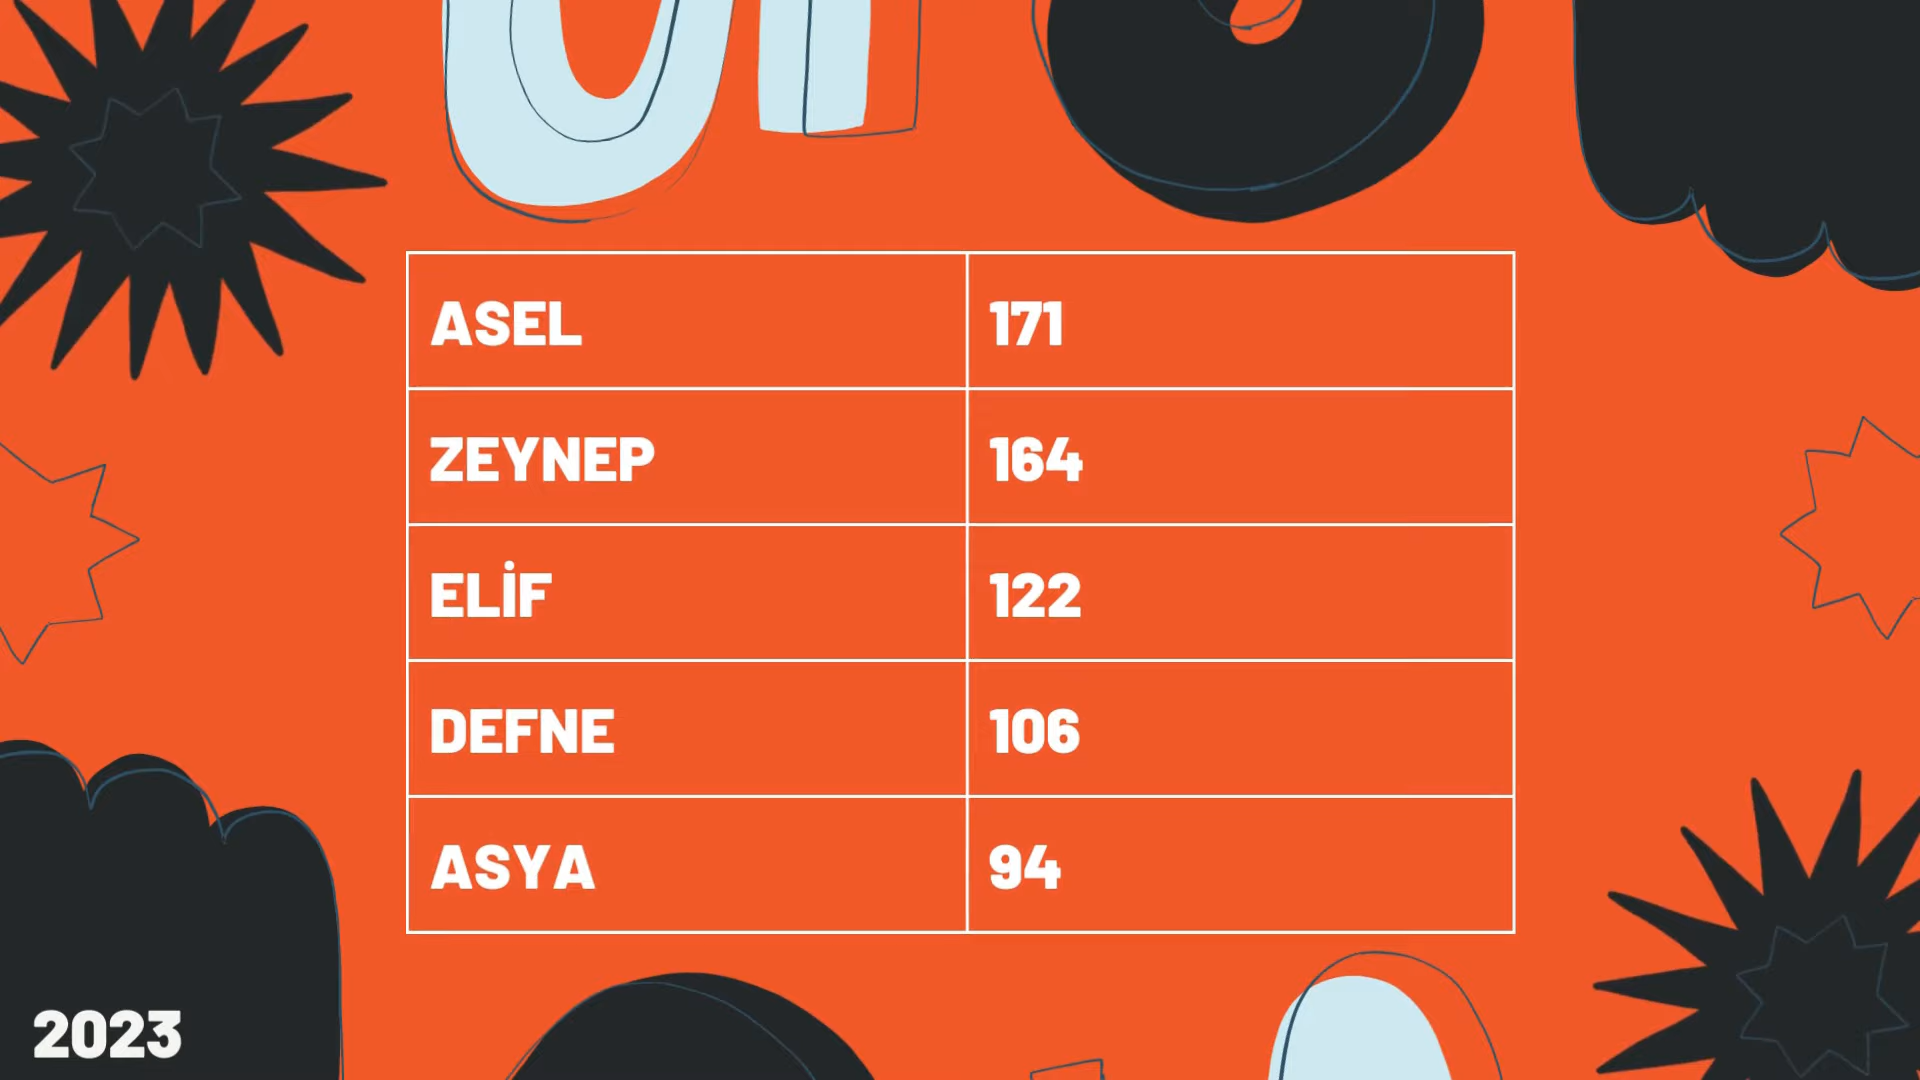 ASEL 171
ZEYNEP 164
ELİF 122
DEFNE 106
ASYA 94
2023